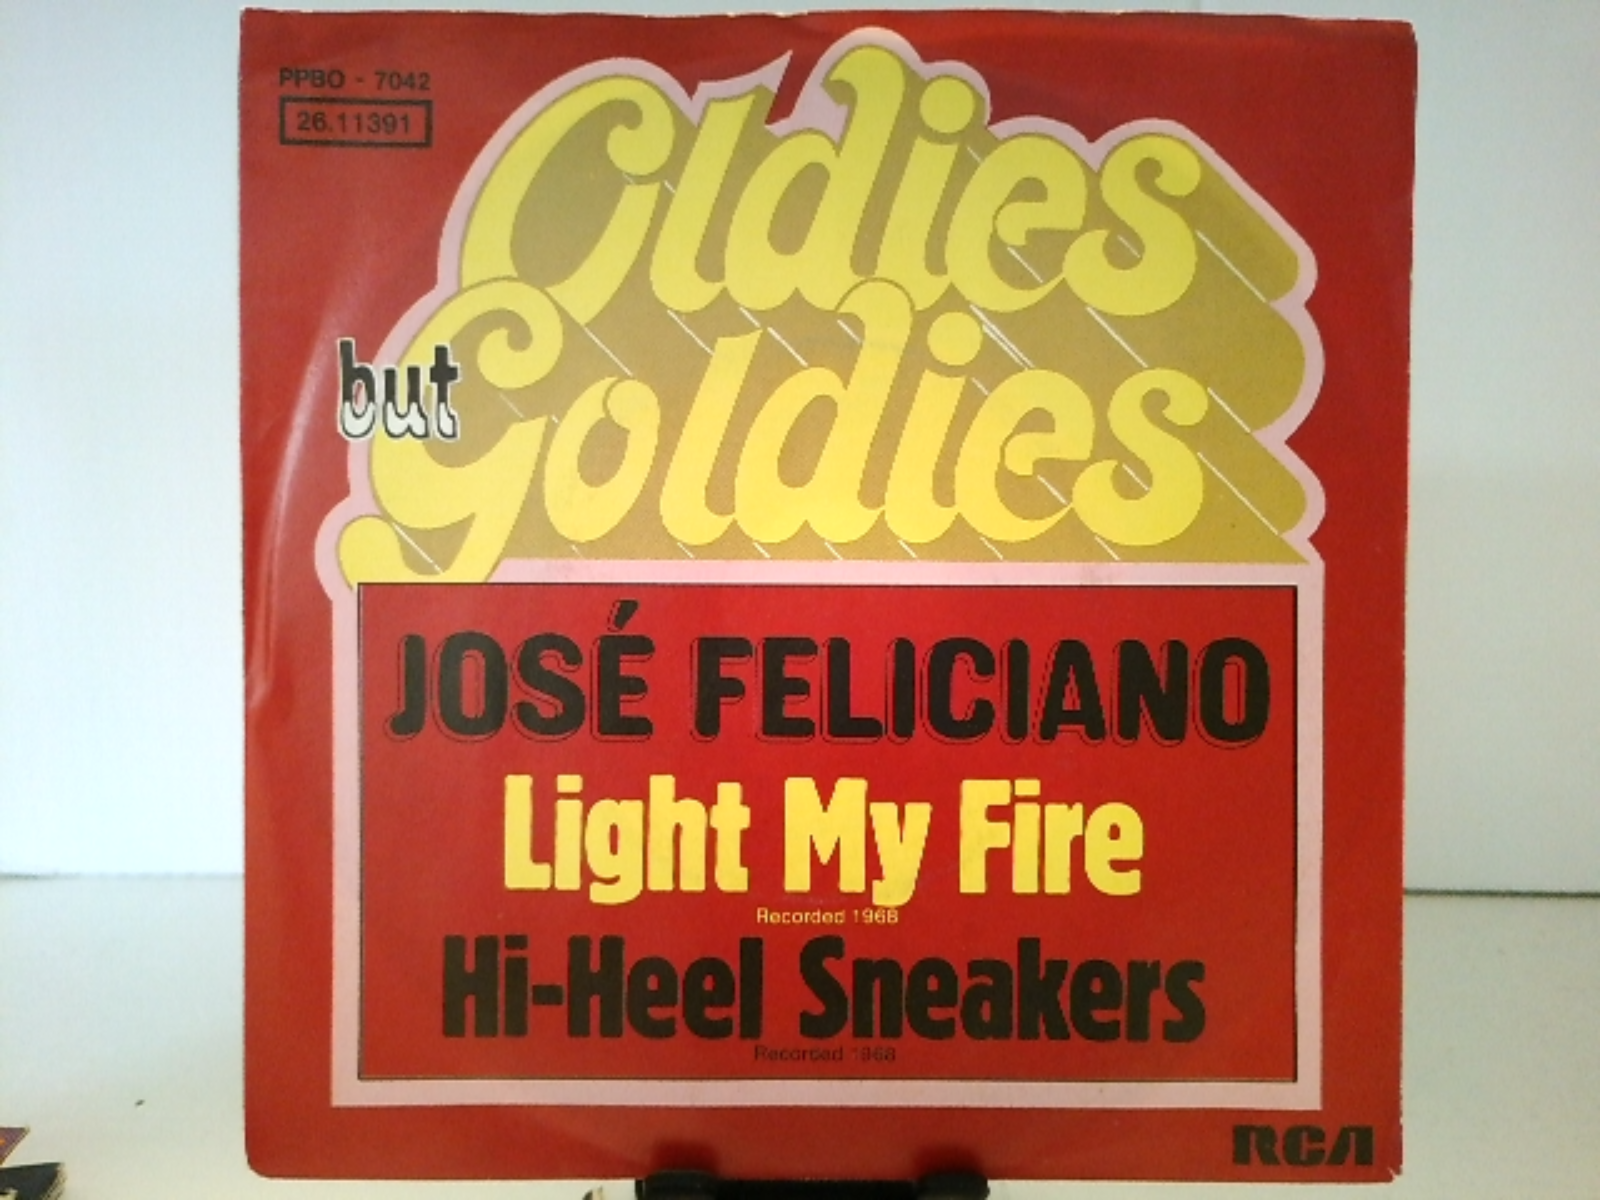 PPBO - 7042
26.11391
Oldies
but
Goldies
JOSÉ FELICIANO
Light My Fire
Recorded 1968
Hi-Heel Sneakers
Recorded 1968
RCA